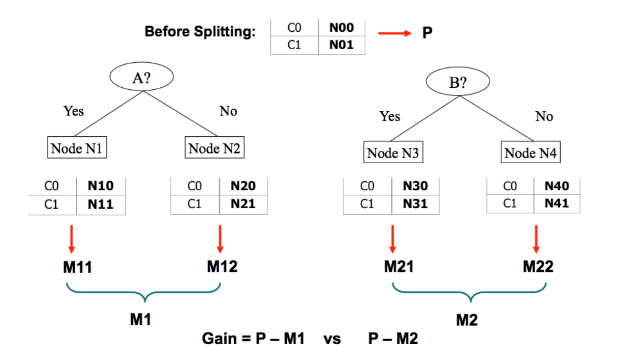 Before Splitting: C0 N00 P
C1 N01
A? B?
Yes No Yes No
Node N1 Node N2 Node N3 Node N4
C0 N10 C0 N20 C0 N30 C0 N40
C1 N11 C1 N21 C1 N31 C1 N41
M11 M12 M21 M22
M1 M2
Gain = P – M1 vs P – M2